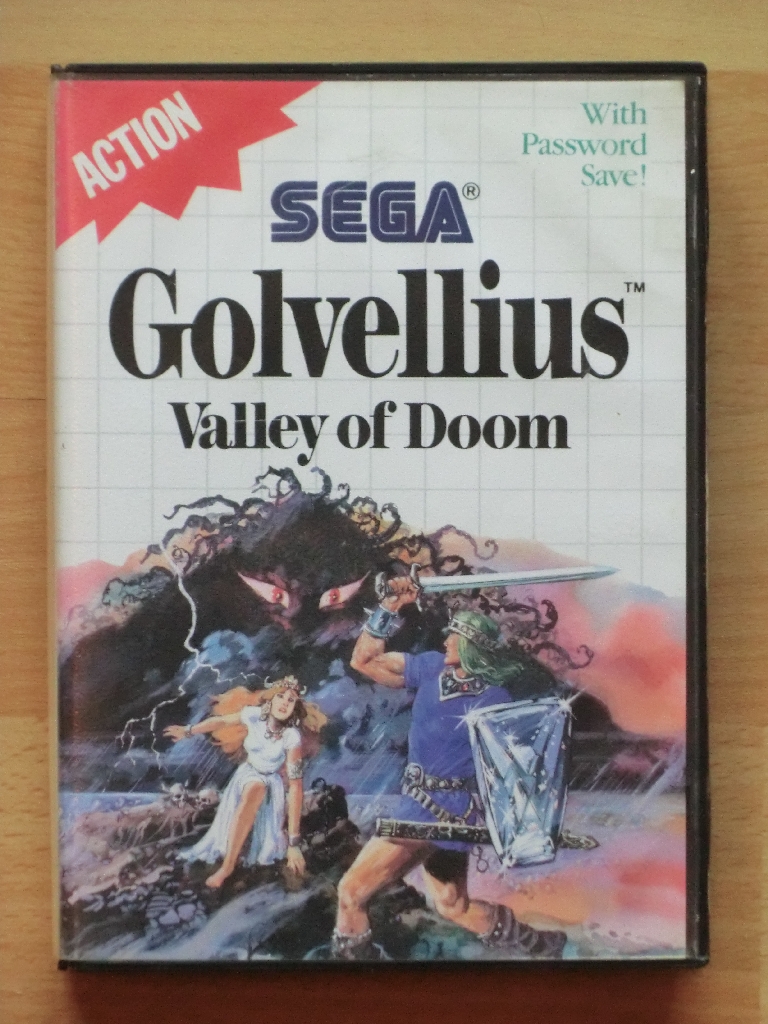 ACTION
With
Password
Save!
SEGA®
Golvellius™
Valley of Doom